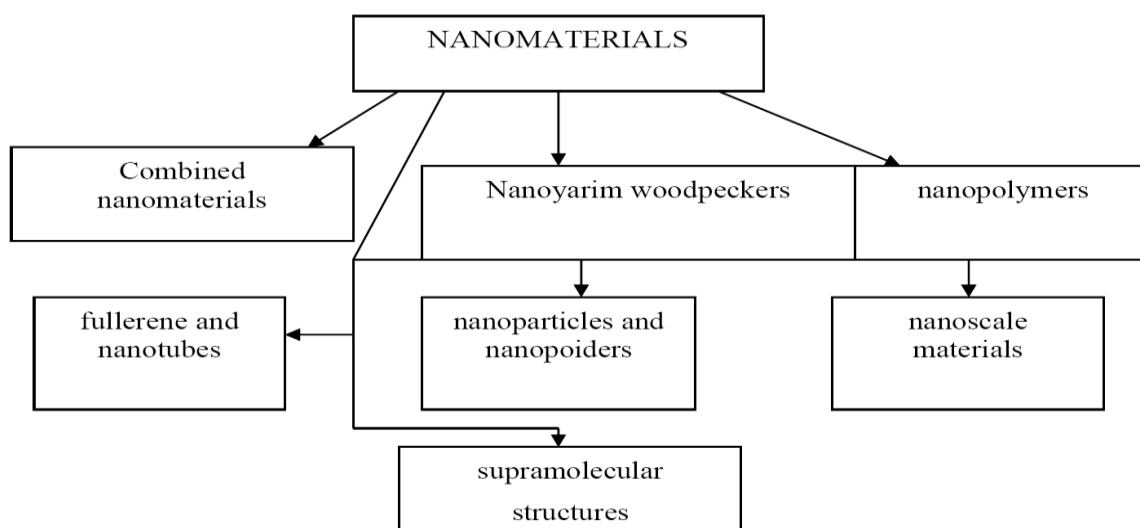 NANOMATERIALS
Combined
nanomaterials
Nanoyarim woodpeckers
nanopolymers
fullerene and
nanotubes
nanoparticles and
nanopoiders
nanoscale
materials
supramolecular
structures